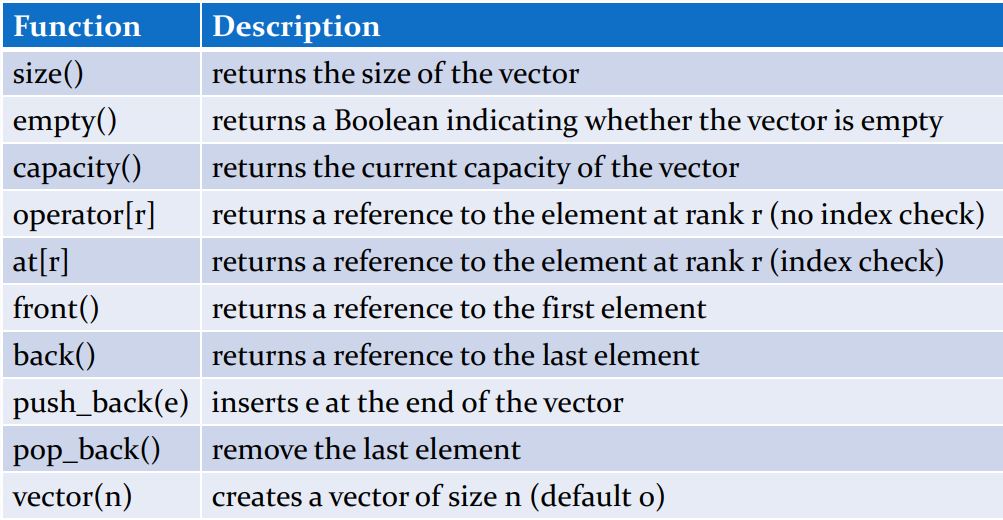 Function Description
size() returns the size of the vector
empty() returns a Boolean indicating whether the vector is empty
capacity() returns the current capacity of the vector
operator[r] returns a reference to the element at rank r (no index check)
at[r] returns a reference to the element at rank r (index check)
front() returns a reference to the first element
back() returns a reference to the last element
push_back(e) inserts e at the end of the vector
pop_back() remove the last element
vector(n) creates a vector of size n (default 0)